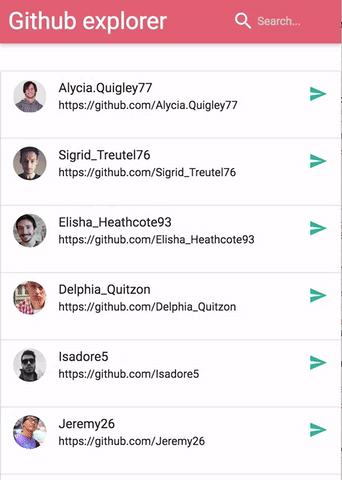 Github explorer
Search...
Alycia.Quigley77
https://github.com/Alycia.Quigley77
Sigrid_Treutel76
https://github.com/Sigrid_Treutel76
Elisha_Heathcote93
https://github.com/Elisha_Heathcote93
Delphia_Quitzon
https://github.com/Delphia_Quitzon
Isadore5
https://github.com/Isadore5
Jeremy26
https://github.com/Jeremy26